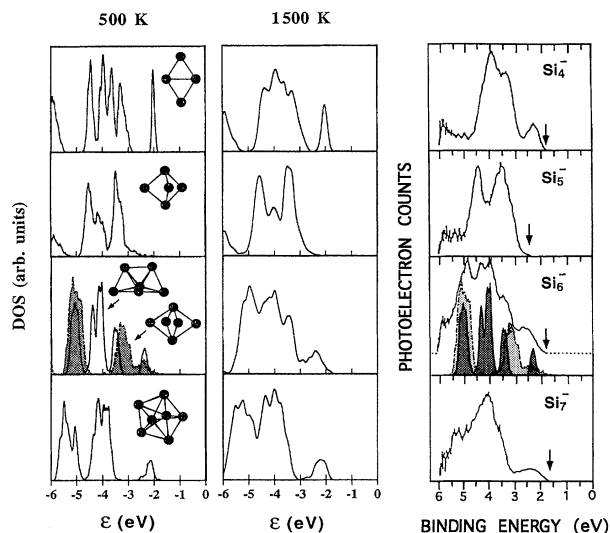 500 K
1500 K
DOS (arb. units)
-6 -5 -4 -3 -2 -1 0
ε (eV)
-6 -5 -4 -3 -2 -1 0
ε (eV)
PHOTOELECTRON COUNTS
Si4-
Si5-
Si6-
Si7-
6 5 4 3 2 1 0
BINDING ENERGY (eV)